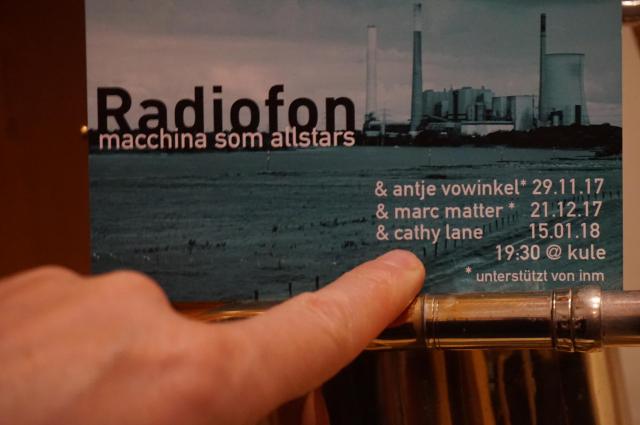 Radiofon
macchina som allstars
& antje vowinkel* 29.11.17
& marc matter * 21.12.17
& cathy lane 15.01.18
19:30 @ kule
* unterstützt von inm